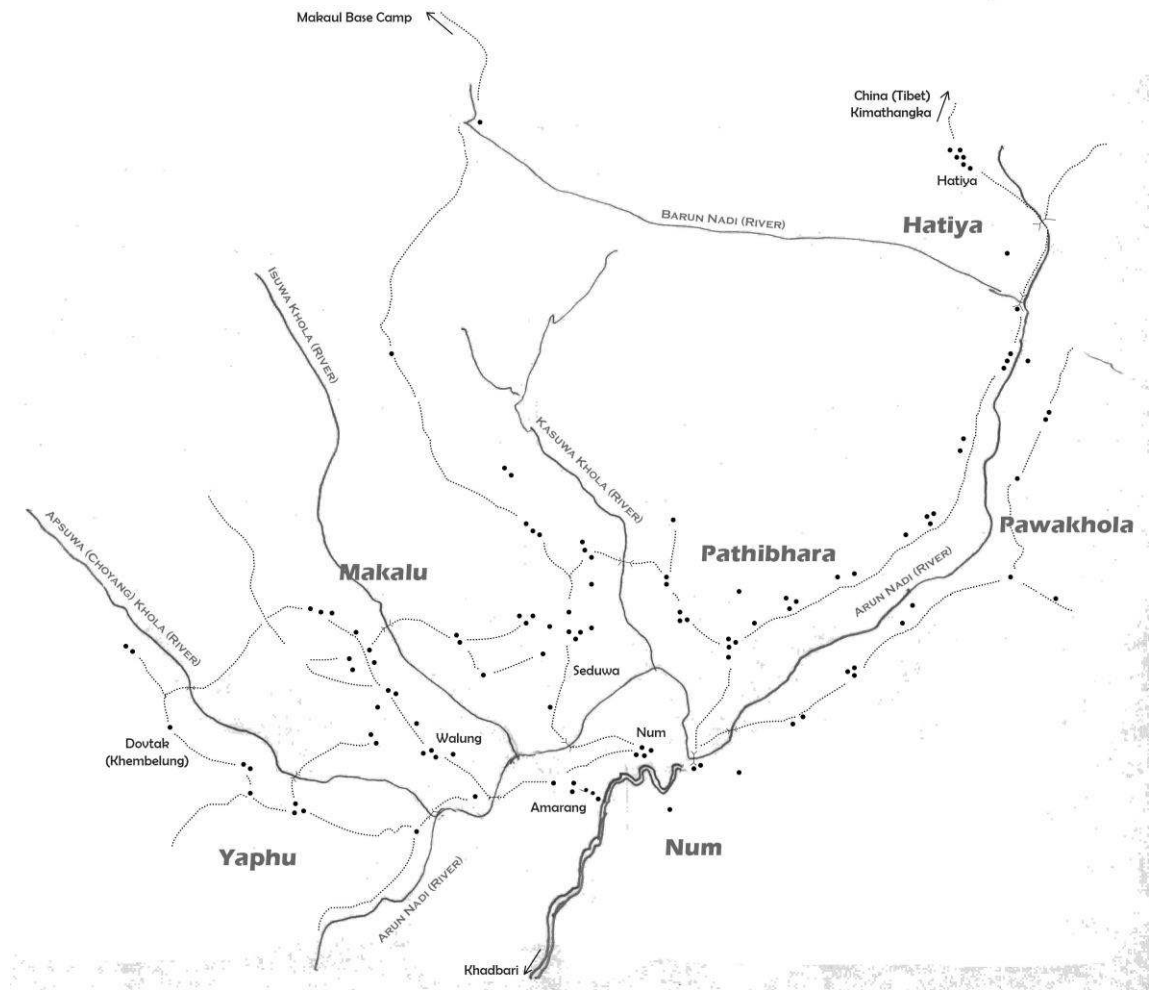 Makaul Base Camp
China (Tibet)
Kimathangka
Hatiya
Hatiya
BARUN NADI (RIVER)
ISUWA KHOLA (RIVER)
KASUWA KHOLA (RIVER)
APSUWA (CHOYANG) KHOLA (RIVER)
Pawakhola
Pathibhara
Makalu
ARUN NADI (RIVER)
Seduwa
Dovtak
(Khembelung)
Walung
Num
Amarang
Yaphu
Num
ARUN NADI (RIVER)
Khadbari